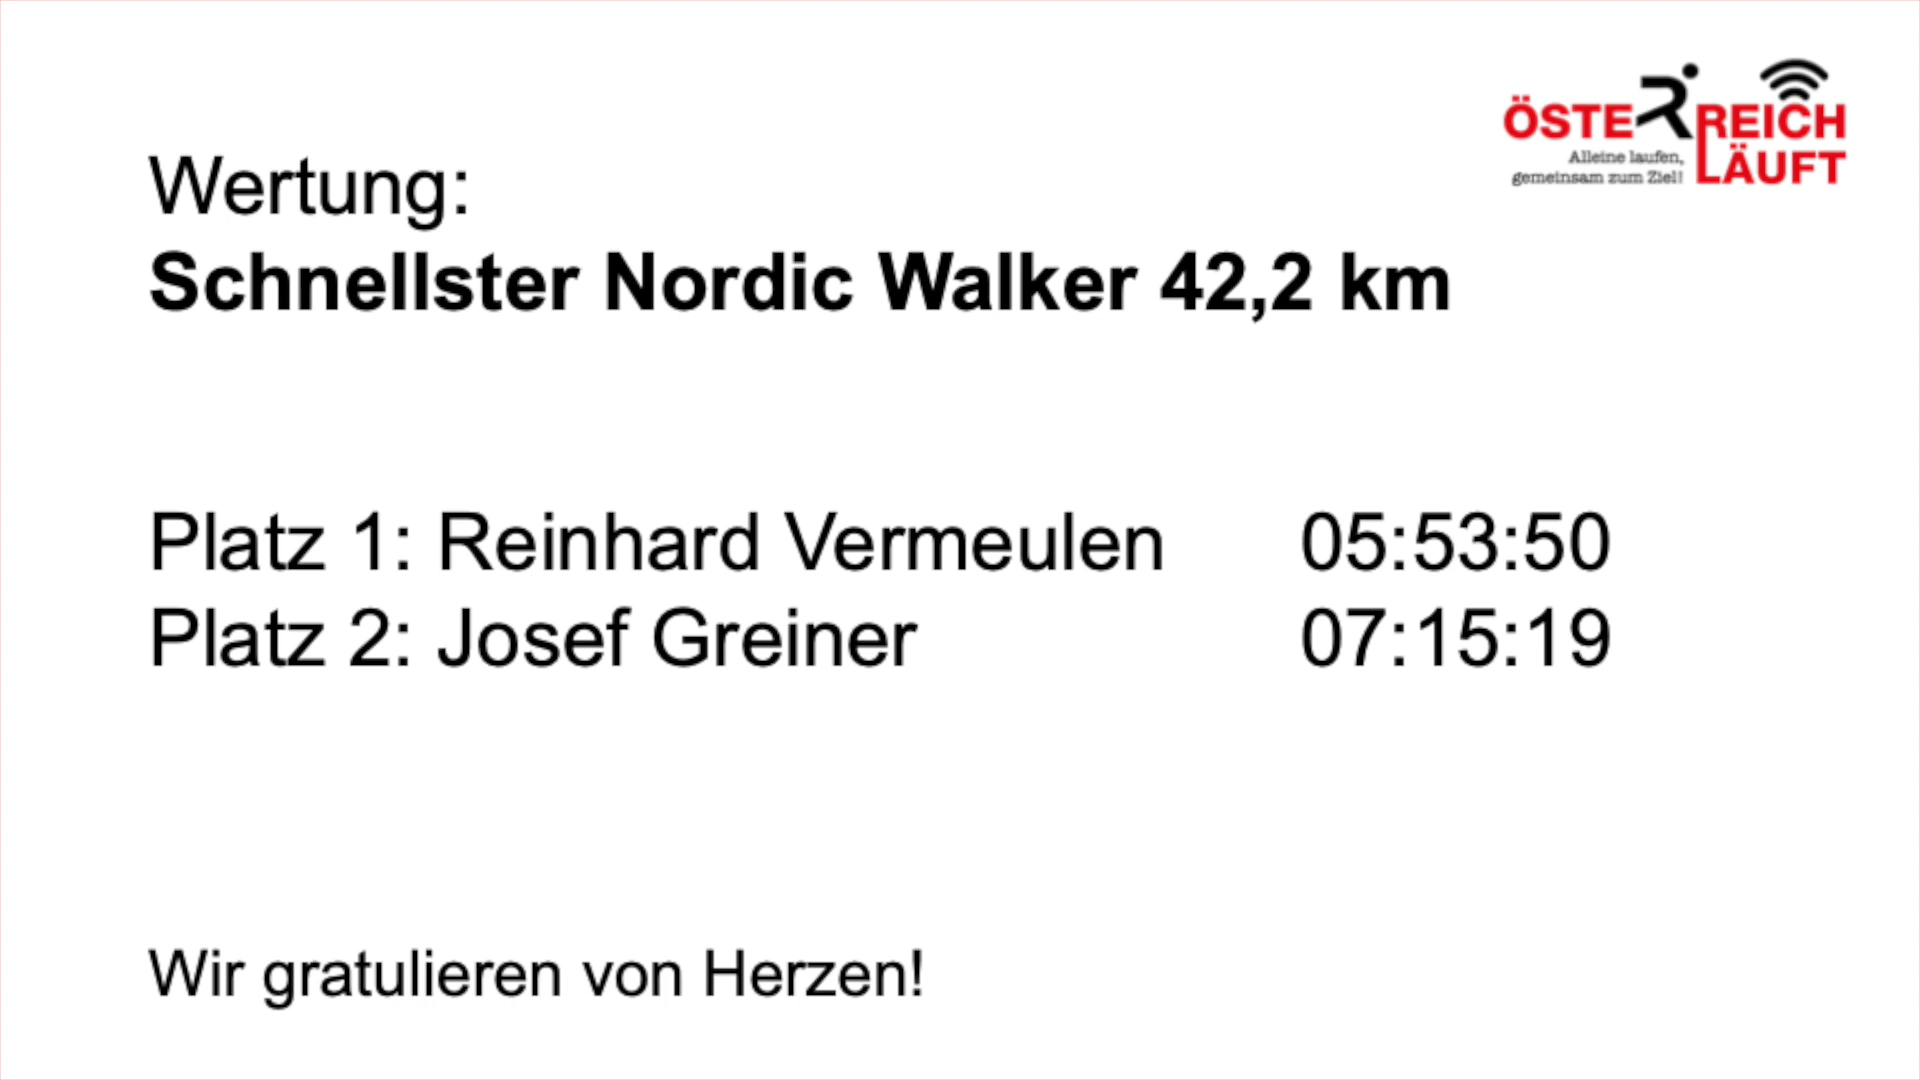 ÖSTERREICH
Alleine laufen,
gemeinsam zum Ziel!
LÄUFT
Wertung:
Schnellster Nordic Walker 42,2 km
Platz 1: Reinhard Vermeulen 05:53:50
Platz 2: Josef Greiner 07:15:19
Wir gratulieren von Herzen!